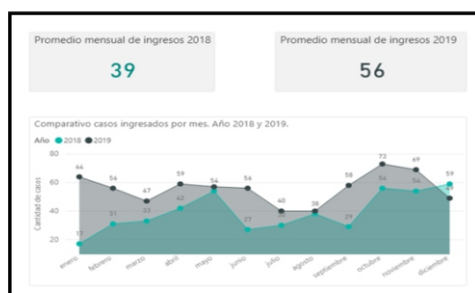 Promedio mensual de ingresos 2018
39
Promedio mensual de ingresos 2019
56
Comparativo casos ingresados por mes. Año 2018 y 2019.
Año 2018 2019
Cantidad de casos
80
60
40
20
64 56 47 59 54 56 40 38 58 73 69
17 31 33 42 27 29 56 54 59
enero febrero marzo abril mayo junio julio agosto septiembre octubre noviembre diciembre